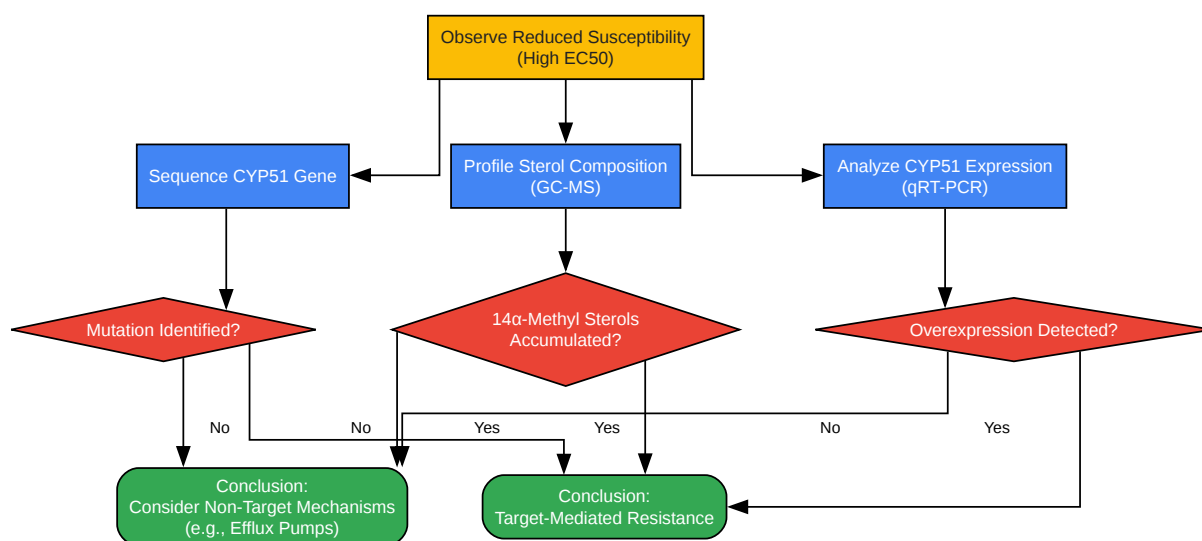 Observe Reduced Susceptibility
(High EC50)
Sequence CYP51 Gene
Profile Sterol Composition
(GC-MS)
Analyze CYP51 Expression
(qRT-PCR)
Mutation Identified?
14α-Methyl Sterols
Accumulated?
Overexpression Detected?
No
No
Yes
Yes
No
Yes
Conclusion:
Consider Non-Target Mechanisms
(e.g., Efflux Pumps)
Conclusion:
Target-Mediated Resistance